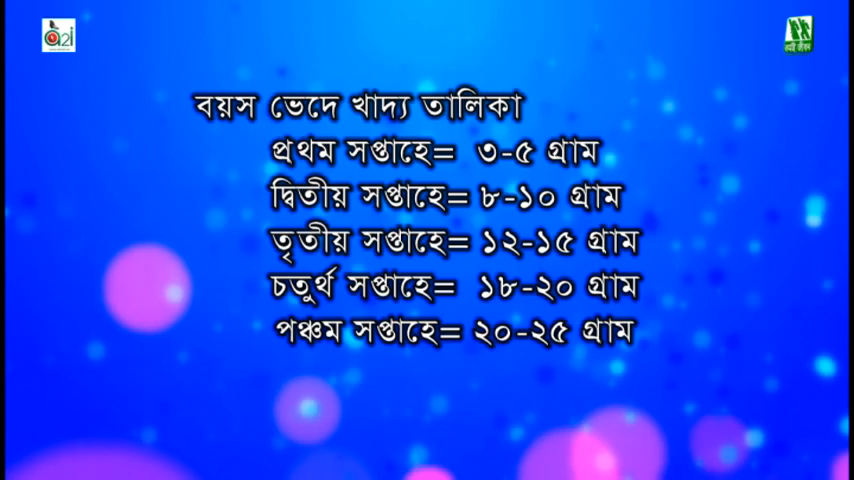 a2i
বয়স ভেদে খাদ্য তালিকা
প্রথম সপ্তাহে= ৩-৫ গ্রাম
দ্বিতীয় সপ্তাহে= ৮-১০ গ্রাম
তৃতীয় সপ্তাহে= ১২-১৫ গ্রাম
চতুর্থ সপ্তাহে= ১৮-২০ গ্রাম
পঞ্চম সপ্তাহে= ২০-২৫ গ্রাম